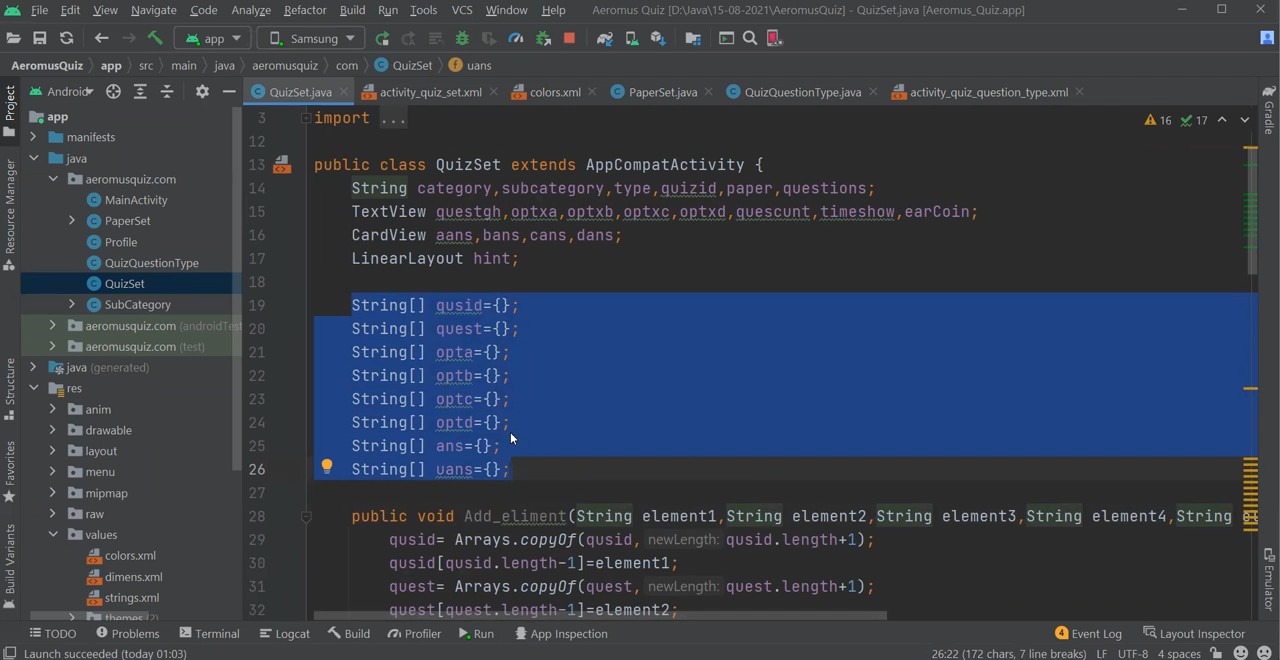 File Edit View Navigate Code Analyze Refactor Build Run Tools VCS Window Help Aeromus Quiz [D:\Java\15-08-2021\AeromusQuiz] - QuizSet.java [Aeromus_Quiz.app]
app Samsung
AeromusQuiz app src main java aeromusquiz com QuizSet uans
Android QuizSet.java activity_quiz_set.xml colors.xml PaperSet.java QuizQuestionType.java activity_quiz_question_type.xml
Project
Resource Manager
Structure
Favorites
Build Variants
app
manifests
java
aeromusquiz.com
MainActivity
PaperSet
Profile
QuizQuestionType
QuizSet
SubCategory
aeromusquiz.com (androidTest
aeromusquiz.com (test)
java (generated)
res
anim
drawable
layout
menu
mipmap
raw
values
colors.xml
dimens.xml
strings.xml
themes (2)
16 17
3 import ...
12
13 public class QuizSet extends AppCompatActivity {
14 String category,subcategory,type,quizid,paper,questions;
15 TextView questgh,optxa,optxb,optxc,optxd,quescunt,timeshow,earCoin;
16 CardView aans,bans,cans,dans;
17 LinearLayout hint;
18
19 String[] qusid={};
20 String[] quest={};
21 String[] opta={};
22 String[] optb={};
23 String[] optc={};
24 String[] optd={};
25 String[] ans={};
26 String[] uans={};
27
28 public void Add_eliment(String element1,String element2,String element3,String element4,String el
29 qusid= Arrays.copyOf(qusid, newLength: qusid.length+1);
30 qusid[qusid.length-1]=element1;
31 quest= Arrays.copyOf(quest, newLength: quest.length+1);
32 quest[quest.length-1]=element2;
Gradle
Emulator
TODO Problems Terminal Logcat Build Profiler Run App Inspection 4 Event Log Layout Inspector
Launch succeeded (today 01:03) 26:22 (172 chars, 7 line breaks) LF UTF-8 4 spaces